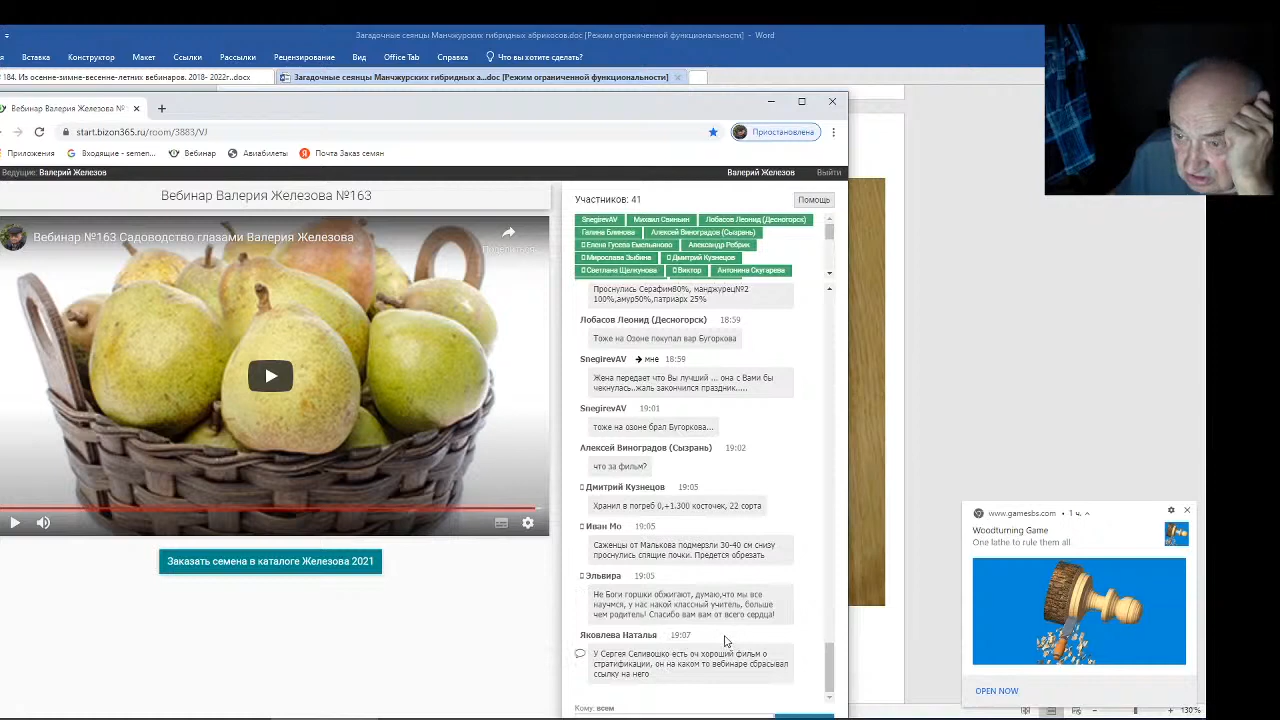 Загадочные сеянцы Манчжурских гибридных абрикосов.doc [Режим ограниченной функциональности] - Word
Вставка Конструктор Макет Ссылки Рассылки Рецензирование Вид Office Tab Справка Что вы хотите сделать?
184. Из осенне-зимне-весенне-летних вебинаров. 2018- 2022г..docx
Загадочные сеянцы Манчжурских гибридных а...doc [Режим ограниченной функциональности]
Вебинар Валерия Железова №
start.bizon365.ru/room/3883/VJ
Приостановлена
Приложения Входящие - semen... Вебинар Авиабилеты Почта Заказ семян
Ведущие: Валерий Железов
Валерий Железов Выйти
Вебинар Валерия Железова №163
Вебинар №163 Садоводство глазами Валерия Железова
Поделиться
Заказать семена в каталоге Железова 2021
Участников: 41
Помощь
SnegirevAV Михаил Свиньин Лобасов Леонид (Десногорск)
Галина Блинова Алексей Виноградов (Сызрань)
Елена Гусева Емельяново Александр Ребрик
Мирослава Зыбина Дмитрий Кузнецов
Светлана Щелкунова Виктор Антонина Скугарева
Проснулись Серафим80%, манджурец№2
100%,амур50%,патриарх 25%
Лобасов Леонид (Десногорск) 18:59
Тоже на Озоне покупал вар Бугоркова
SnegirevAV → мне 18:59
Жена передает что Вы лучший ... она с Вами бы
чекнулась..жаль закончился праздник.....
SnegirevAV 19:01
тоже на озоне брал Бугоркова...
Алексей Виноградов (Сызрань) 19:02
что за фильм?
Дмитрий Кузнецов 19:05
Хранил в погреб 0,+1.300 косточек, 22 сорта
Иван Мо 19:05
Саженцы от Малькова подмерзли 30-40 см снизу
проснулись спящие почки. Предется обрезать
Эльвира 19:05
Не Боги горшки обжигают, думаю,что мы все
научмся, у нас накой классный учитель, больше
чем родитель! Спасибо вам вам от всего сердца!
Яковлева Наталья 19:07
У Сергея Селивошко есть оч хороший фильм о
стратификации, он на каком то вебинаре сбрасывал
ссылку на него
Кому: всем
www.gamesbs.com • 1 ч.
Woodturning Game
One lathe to rule them all
OPEN NOW
130%